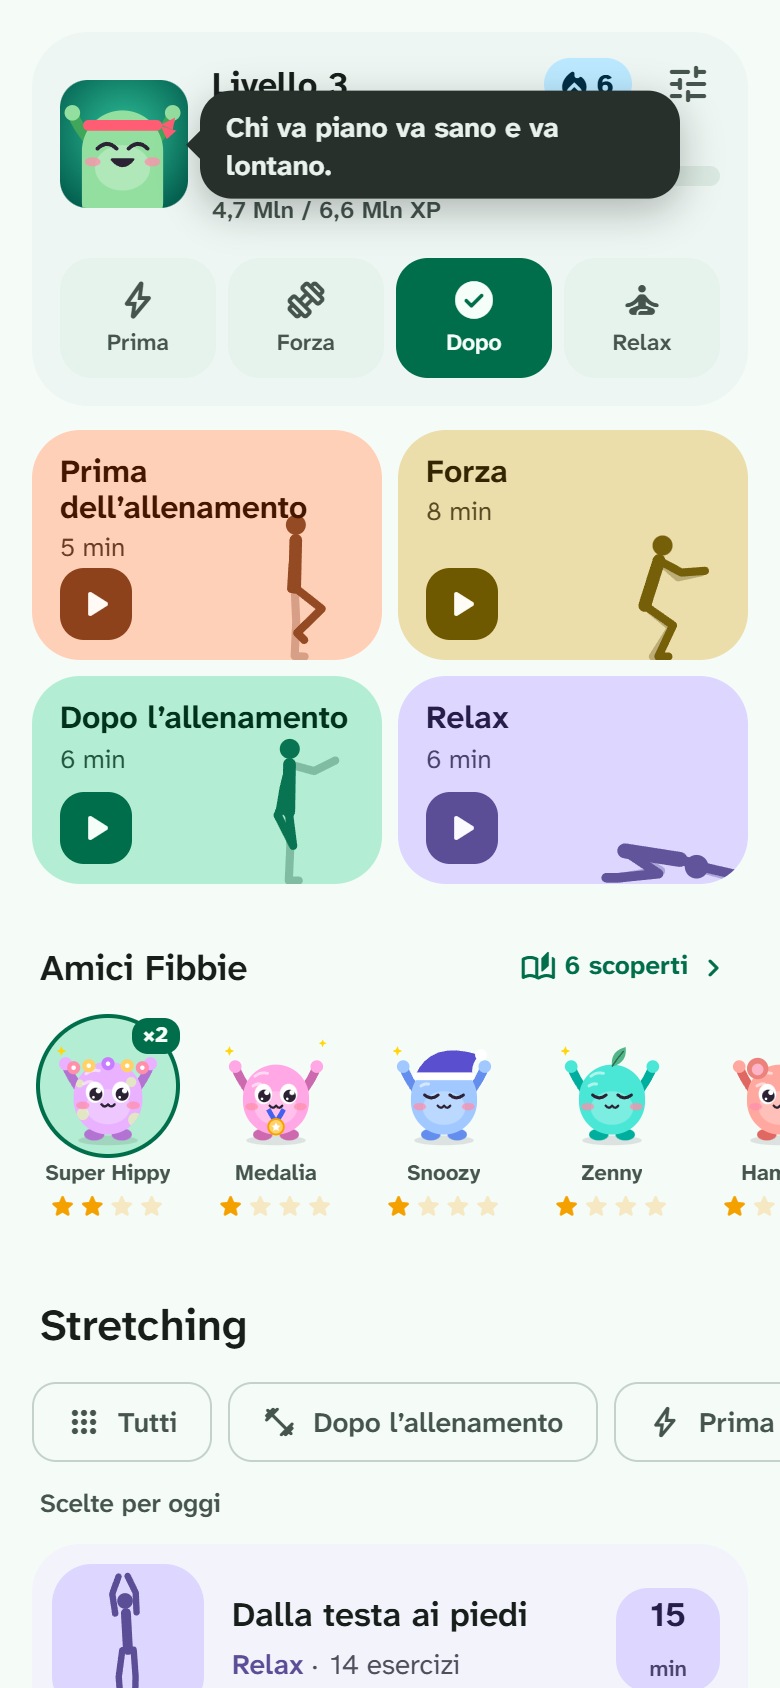 Livello 3
6
Chi va piano va sano e va
lontano.
4,7 Mln / 6,6 Mln XP
Prima
Forza
Dopo
Relax
Prima
dell’allenamento
5 min
Forza
8 min
Dopo l’allenamento
6 min
Relax
6 min
Amici Fibbie
6 scoperti
×2
Super Hippy
Medalia
Snoozy
Zenny
Stretching
Tutti
Dopo l’allenamento
Prima
Scelte per oggi
Dalla testa ai piedi
Relax · 14 esercizi
15
min